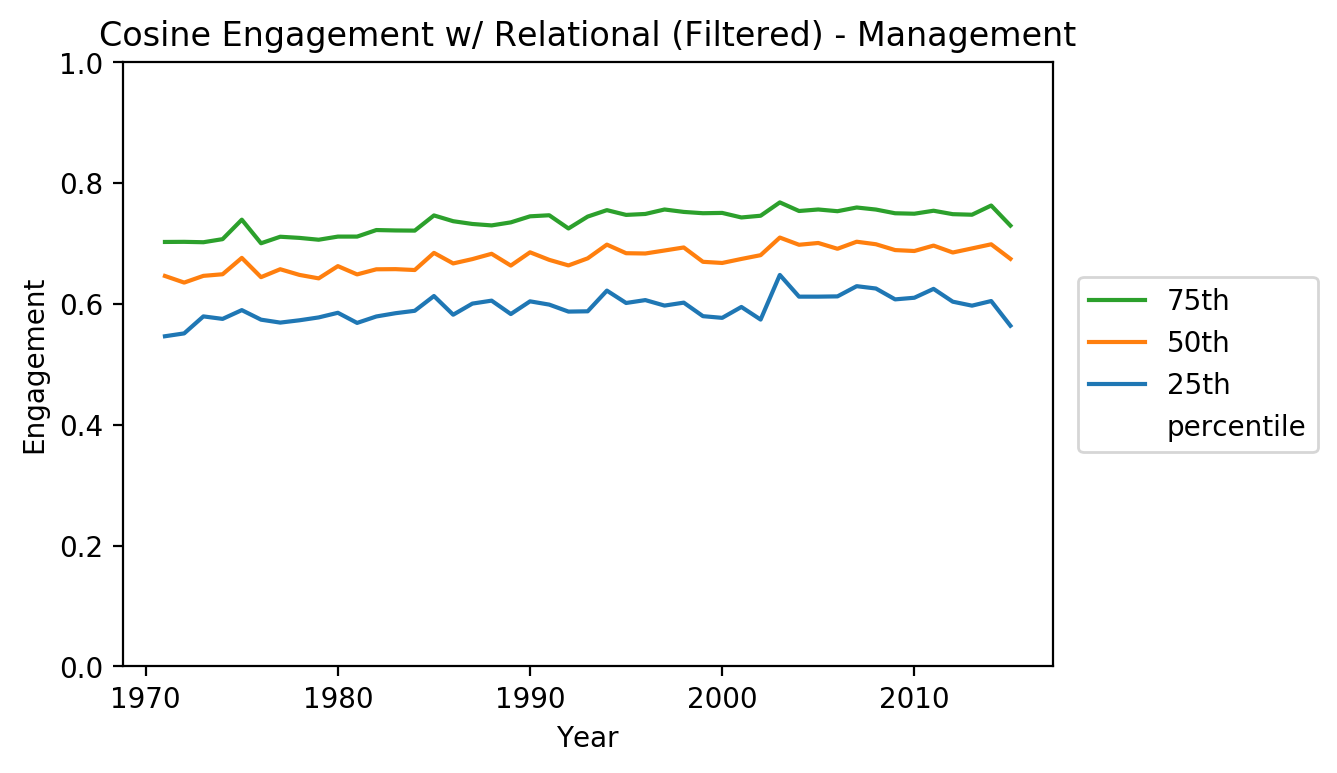 Cosine Engagement w/ Relational (Filtered) - Management
1.0
0.8
0.6
0.4
0.2
0.0
Engagement
1970 1980 1990 2000 2010
Year
75th
50th
25th
percentile